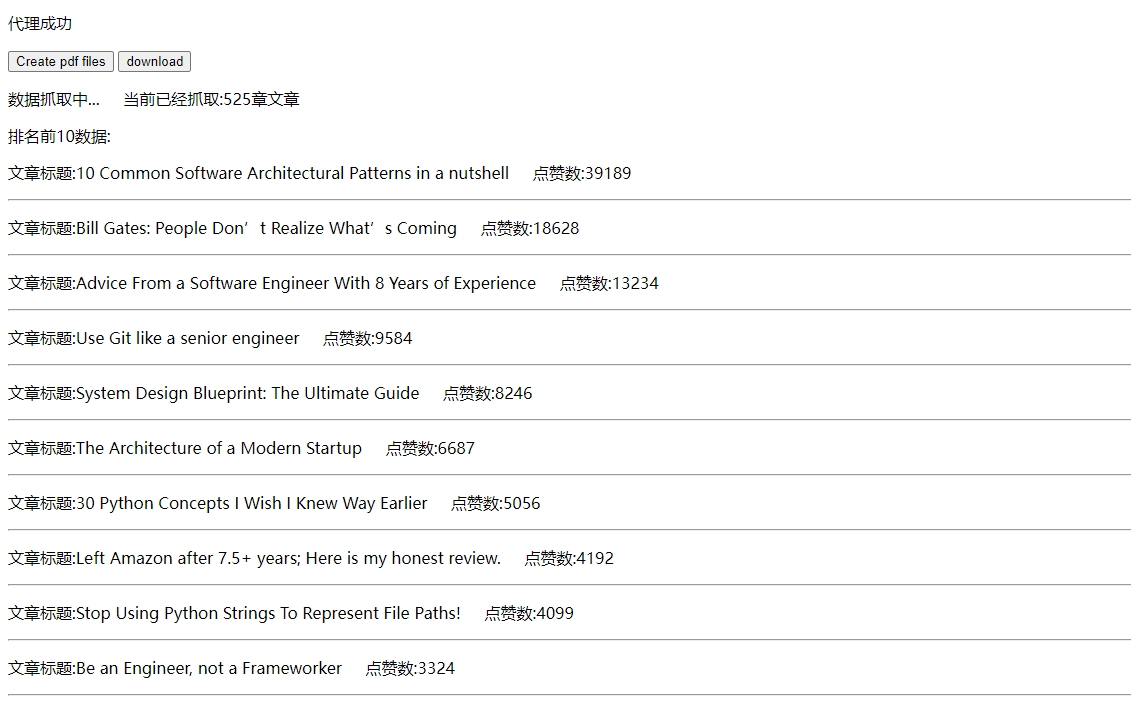 代理成功
Create pdf files download
数据抓取中... 当前已经抓取:525章文章
排名前10数据:
文章标题:10 Common Software Architectural Patterns in a nutshell 点赞数:39189
文章标题:Bill Gates: People Don’t Realize What’s Coming 点赞数:18628
文章标题:Advice From a Software Engineer With 8 Years of Experience 点赞数:13234
文章标题:Use Git like a senior engineer 点赞数:9584
文章标题:System Design Blueprint: The Ultimate Guide 点赞数:8246
文章标题:The Architecture of a Modern Startup 点赞数:6687
文章标题:30 Python Concepts I Wish I Knew Way Earlier 点赞数:5056
文章标题:Left Amazon after 7.5+ years; Here is my honest review. 点赞数:4192
文章标题:Stop Using Python Strings To Represent File Paths! 点赞数:4099
文章标题:Be an Engineer, not a Frameworker 点赞数:3324